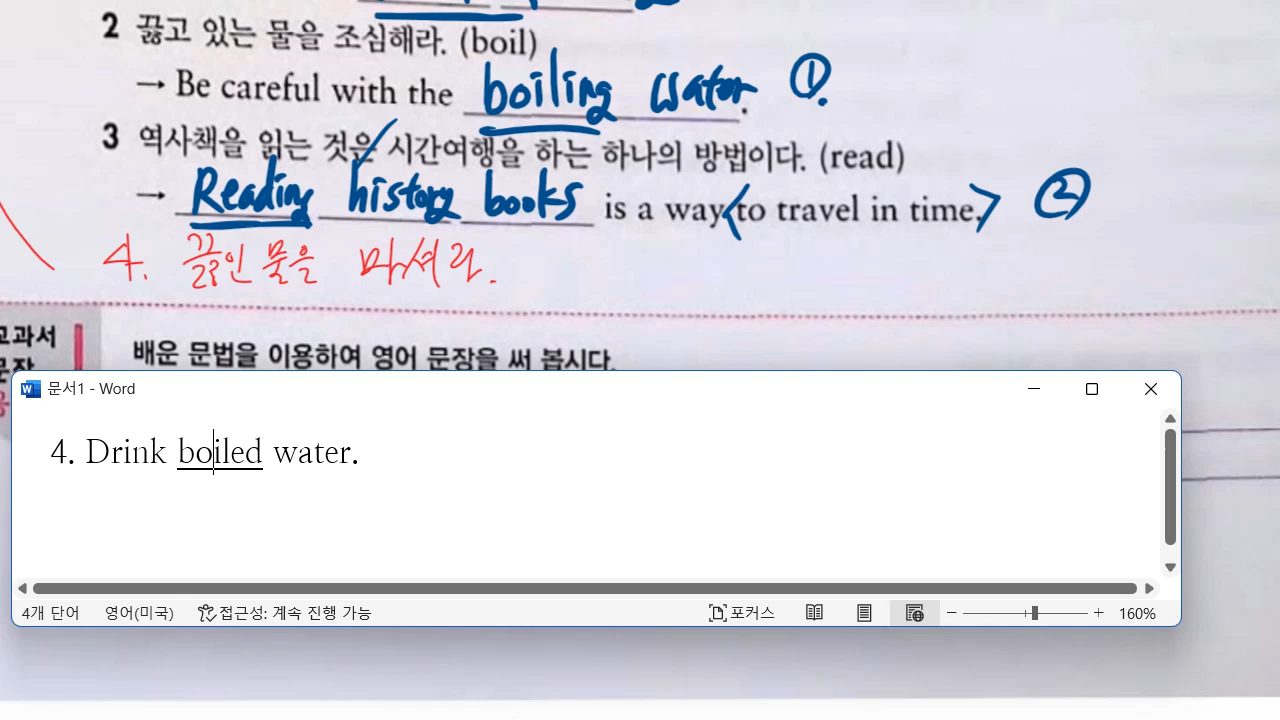 2 끓고 있는 물을 조심해라. (boil)
→ Be careful with the boiling water. ①
3 역사책을 읽는 것은 시간여행을 하는 하나의 방법이다. (read)
→ Reading history books is a way <to travel in time.> ②
4. 끓인 물을 마셔라.
교과서
문장
배운 문법을 이용하여 영어 문장을 써 봅시다.
문서1 - Word
4. Drink boiled water.
4개 단어 영어(미국) 접근성: 계속 진행 가능 포커스 160%